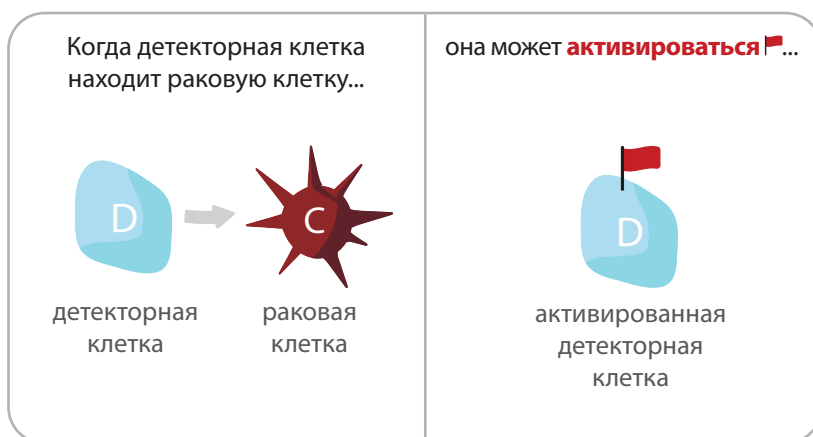 Когда детекторная клетка
находит раковую клетку...
D
C
детекторная
клетка
раковая
клетка
она может активироваться...
D
активированная
детекторная
клетка